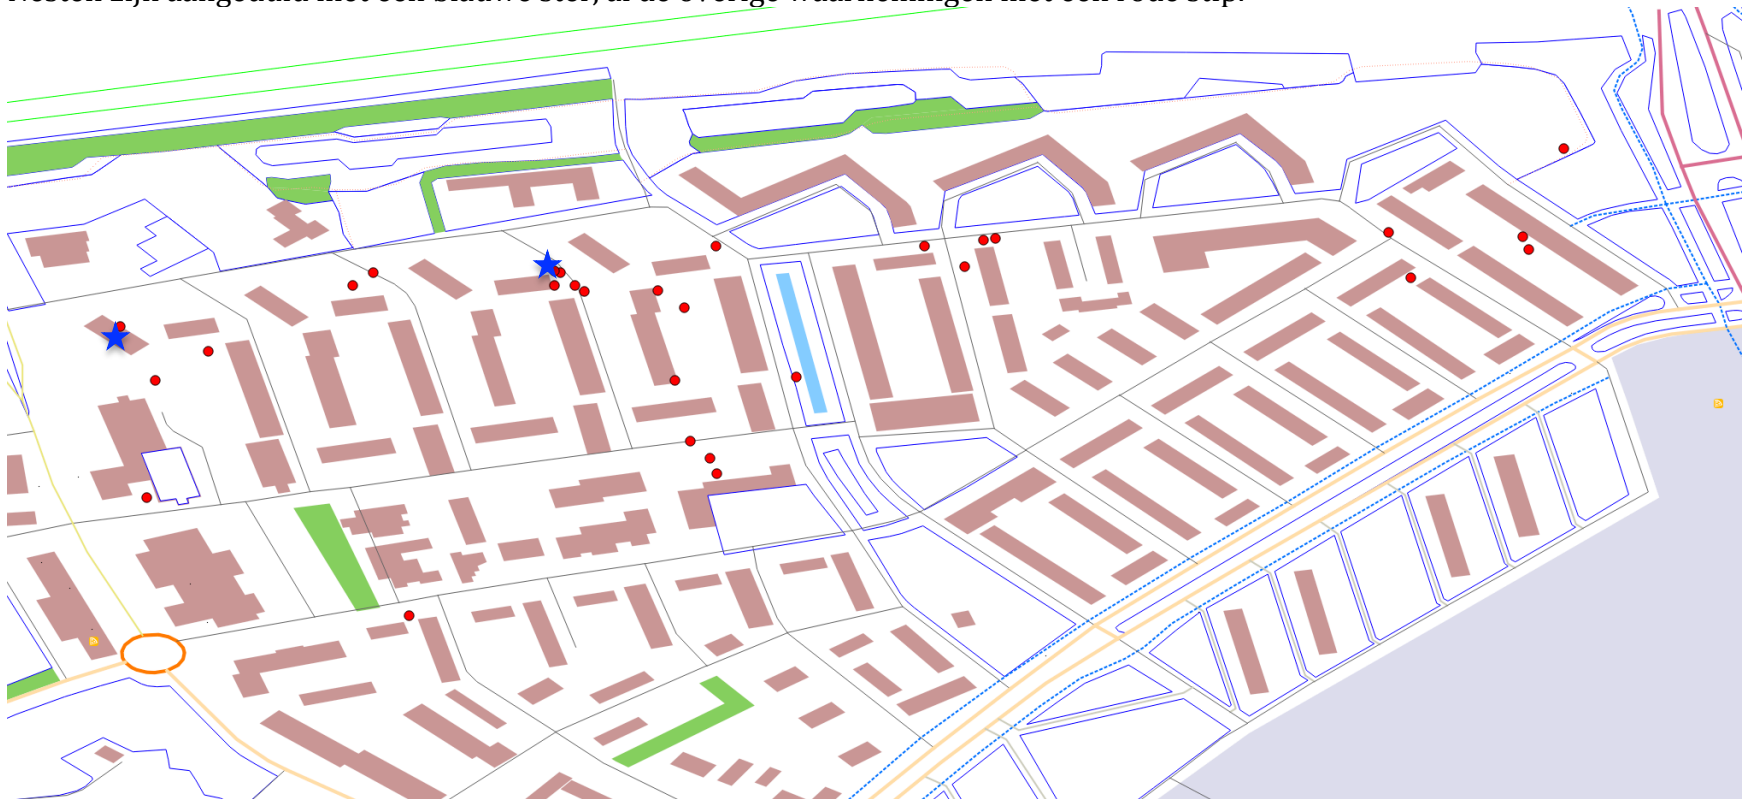 Nesten zijn aangeduid met een blauwe ster, al de overige waarnemingen met een rode stip.